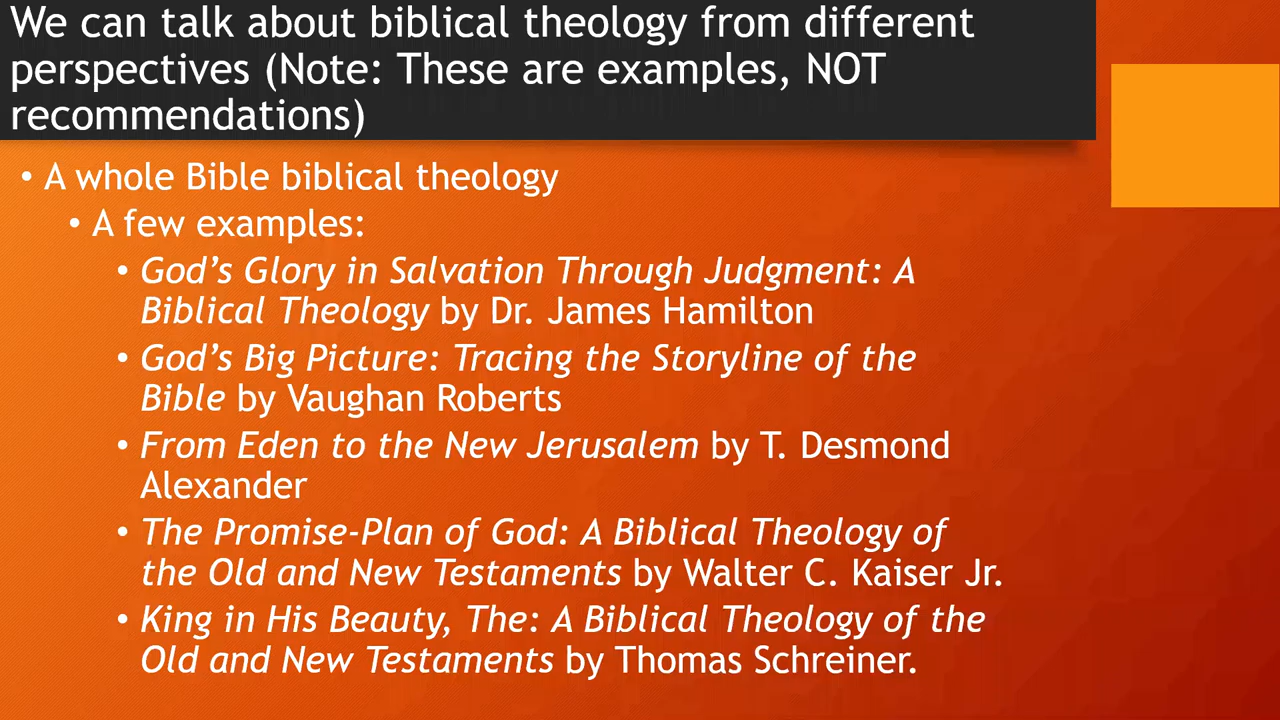 We can talk about biblical theology from different
perspectives (Note: These are examples, NOT
recommendations)
• A whole Bible biblical theology
• A few examples:
• God’s Glory in Salvation Through Judgment: A
Biblical Theology by Dr. James Hamilton
• God’s Big Picture: Tracing the Storyline of the
Bible by Vaughan Roberts
• From Eden to the New Jerusalem by T. Desmond
Alexander
• The Promise-Plan of God: A Biblical Theology of
the Old and New Testaments by Walter C. Kaiser Jr.
• King in His Beauty, The: A Biblical Theology of the
Old and New Testaments by Thomas Schreiner.